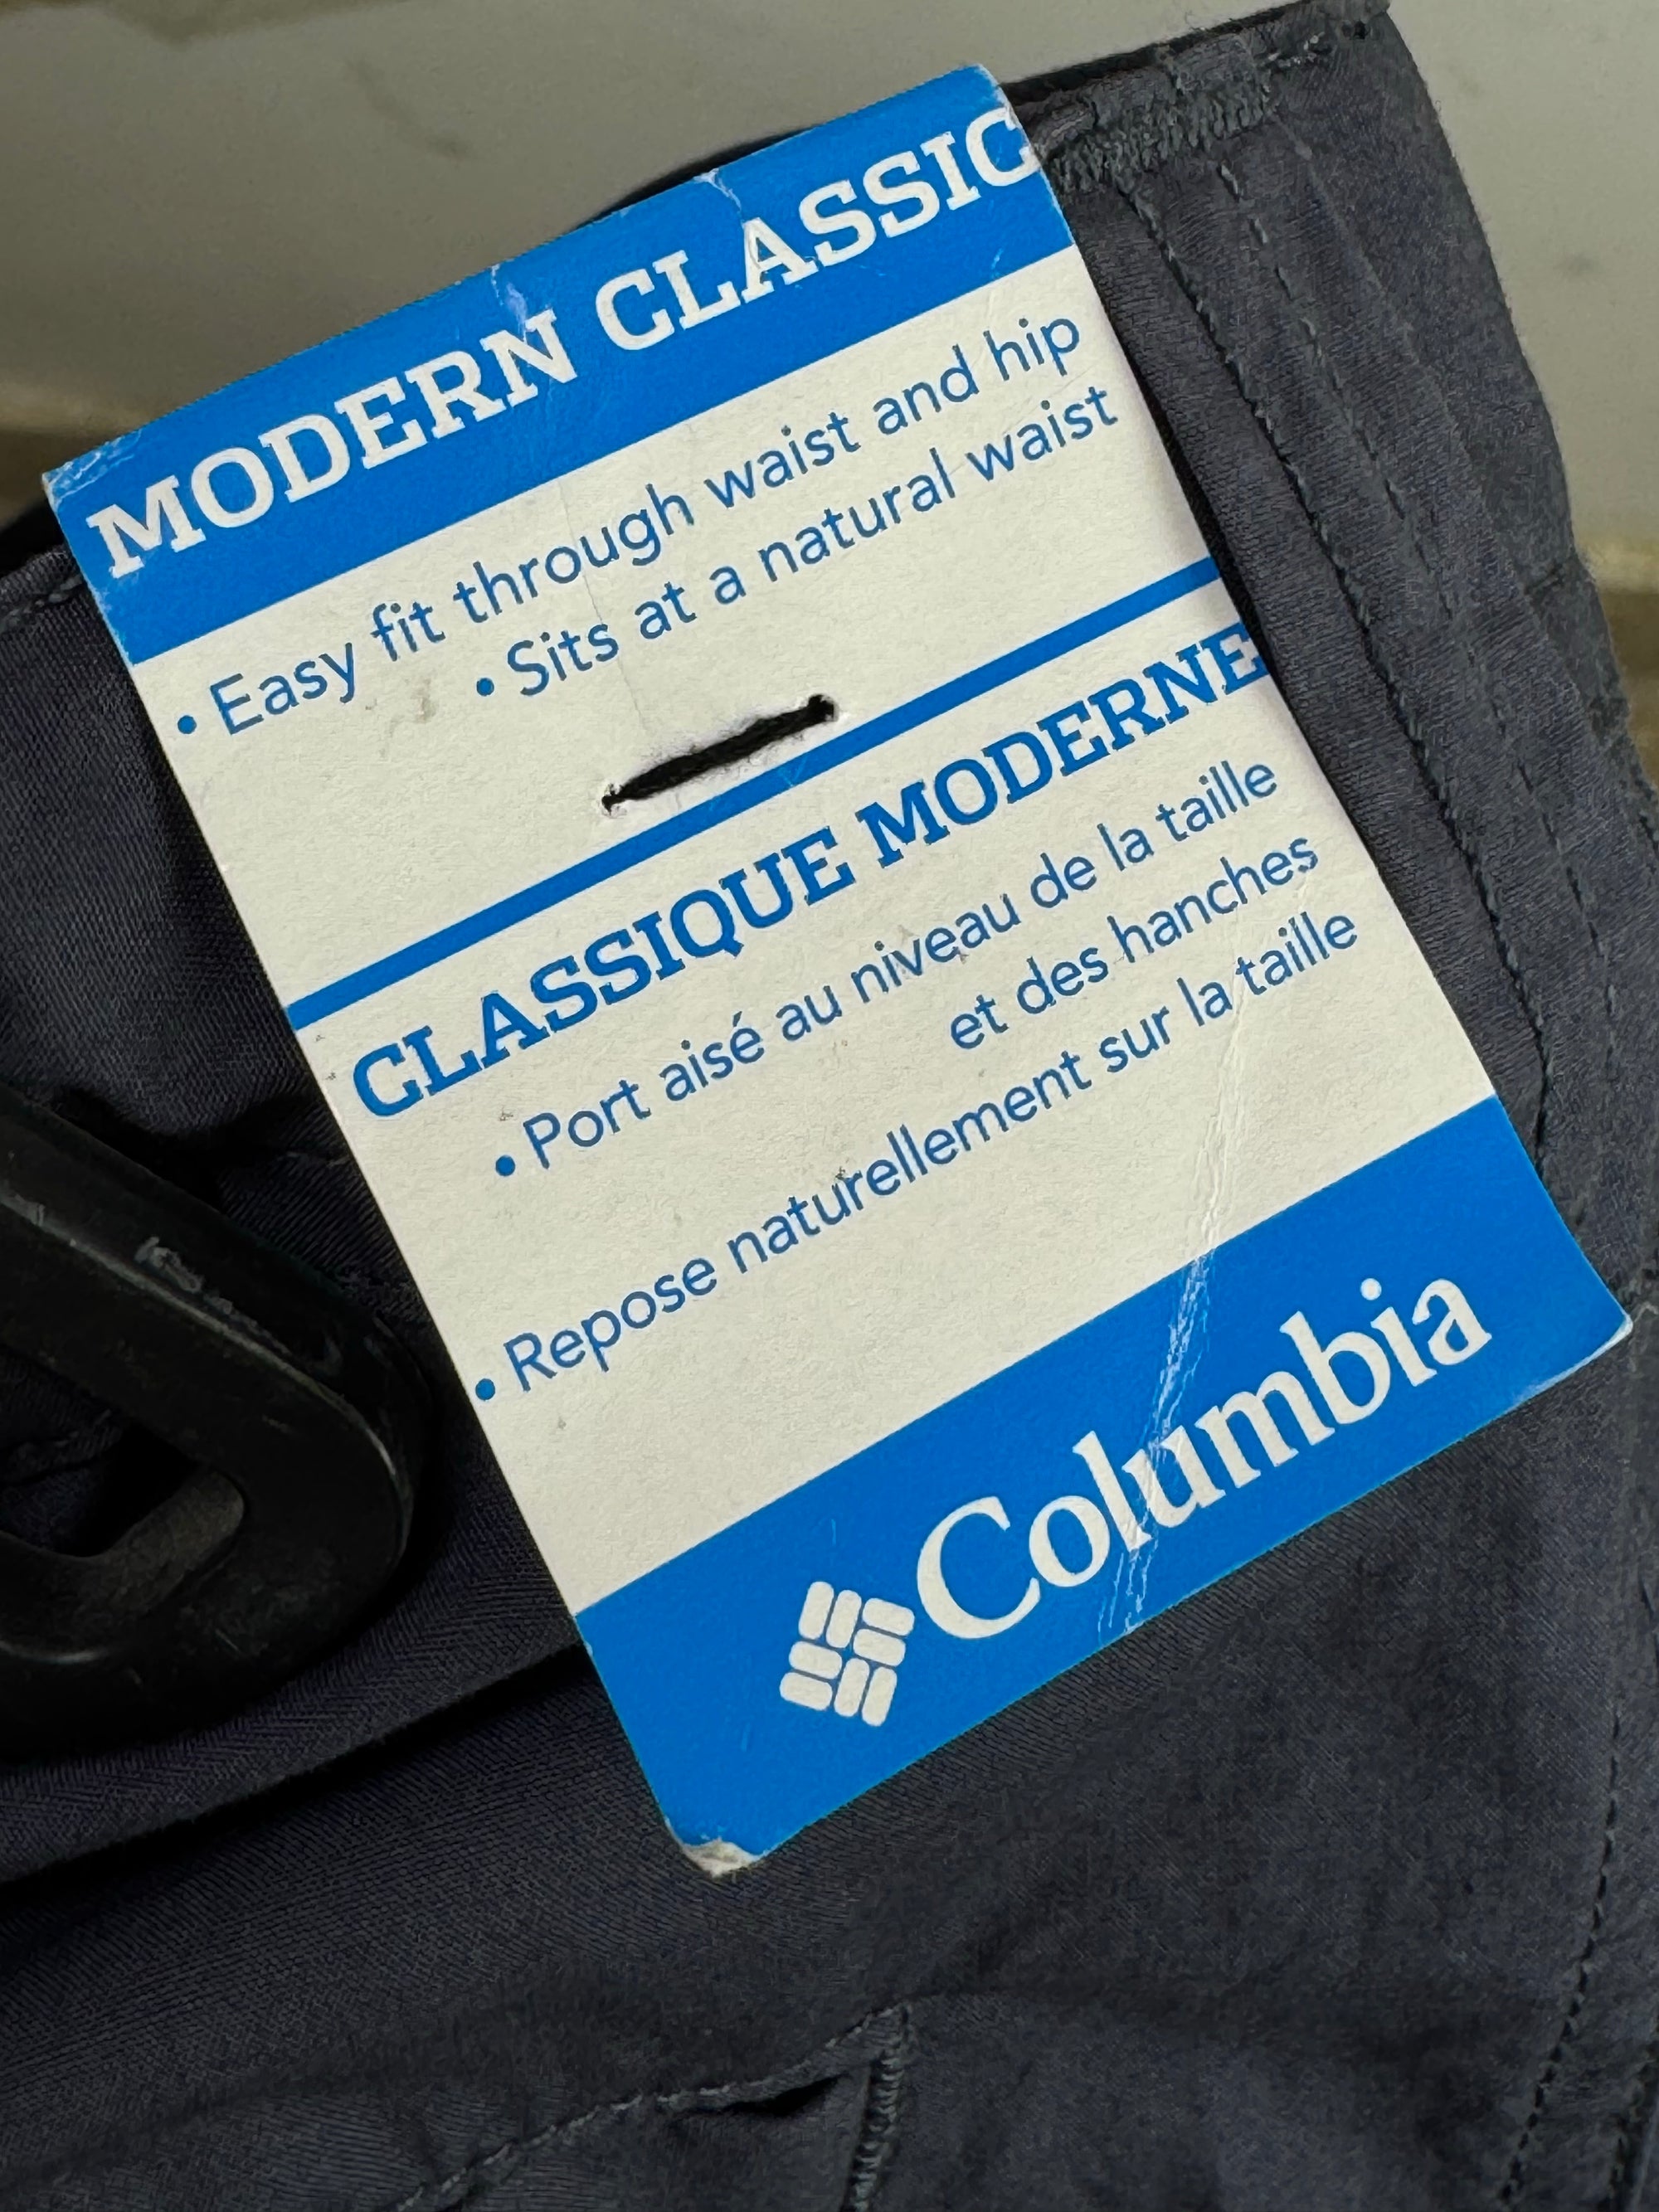 MODERN CLASSIC
• Easy fit through waist and hip
• Sits at a natural waist
CLASSIQUE MODERNE
• Port aisé au niveau de la taille
et des hanches
• Repose naturellement sur la taille
Columbia